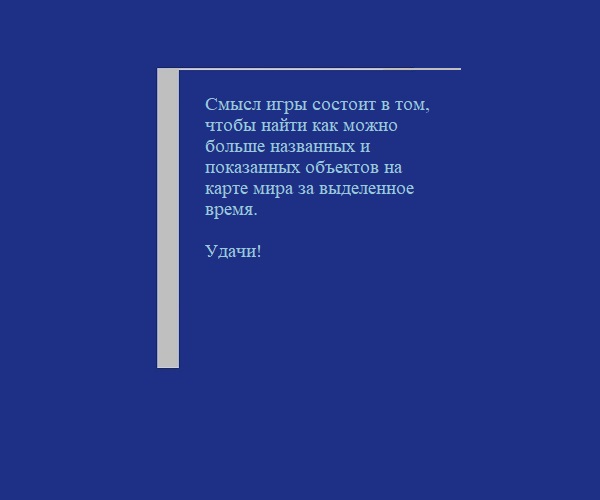 Смысл игры состоит в том,
чтобы найти как можно
больше названных и
показанных объектов на
карте мира за выделенное
время.
Удачи!